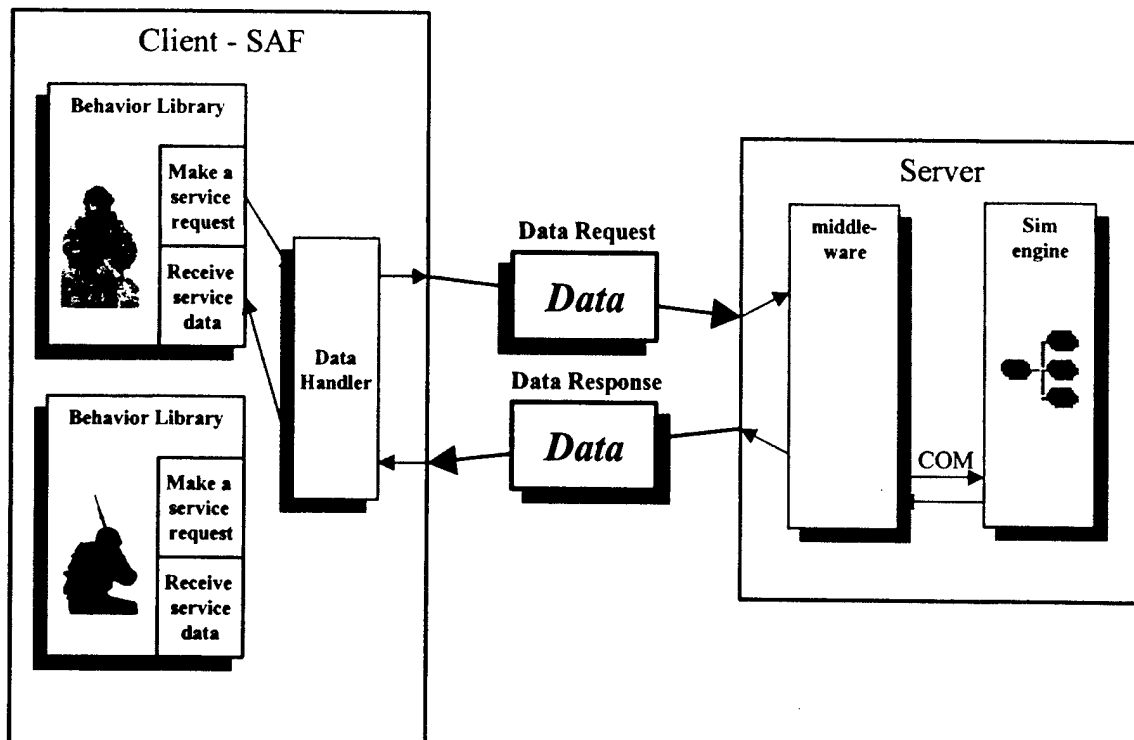 Client - SAF
Behavior Library
Make a
service
request
Receive
service
data
Behavior Library
Make a
service
request
Receive
service
data
Data
Handler
Data Request
Data
Data Response
Data
Server
middle-
ware
Sim
engine
COM